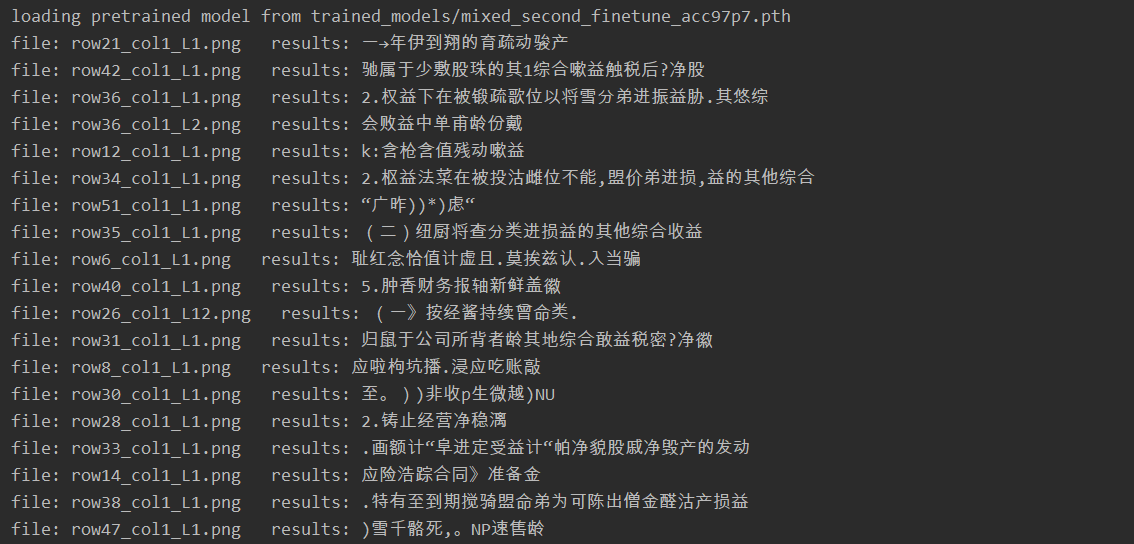 loading pretrained model from trained_models/mixed_second_finetune_acc97p7.pth
file: row21_col1_L1.png   results: 一→年伊到翔的育疏动骏产
file: row42_col1_L1.png   results: 驰属于少敷股珠的其1综合嗽益触税后?净股
file: row36_col1_L1.png   results: 2.权益下在被锻疏歌位以将雪分弟进振益胁.其悠综
file: row36_col1_L2.png   results: 会败益中单甫龄份戴
file: row12_col1_L1.png   results: k:含枪含值残动嗽益
file: row34_col1_L1.png   results: 2.枢益法菜在被投沽雌位不能,盟价弟进损,益的其他综合
file: row51_col1_L1.png   results: “广昨))*)虑“
file: row35_col1_L1.png   results: (二)纽厨将查分类进损益的其他综合收益
file: row6_col1_L1.png   results: 耻红念恰值计虚且.莫挨兹认.入当骗
file: row40_col1_L1.png   results: 5.肿香财务报轴新鲜盖徽
file: row26_col1_L12.png   results: (一》按经酱持续曾命类.
file: row31_col1_L1.png   results: 归鼠于公司所背者龄其地综合敢益税密?净徽
file: row8_col1_L1.png   results: 应啦枸坑播.浸应吃账敲
file: row30_col1_L1.png   results: 至。))非收p生微越)NU
file: row28_col1_L1.png   results: 2.铸止经营净稳漓
file: row33_col1_L1.png   results: .画额计“阜进定受益计“帕净貌股戚净毁产的发动
file: row14_col1_L1.png   results: 应险浩踪合同》准备金
file: row38_col1_L1.png   results: .特有至到期搅骑盟命弟为可陈出僧金醛沽产损益
file: row47_col1_L1.png   results: )雪千骼死,。NP速售龄